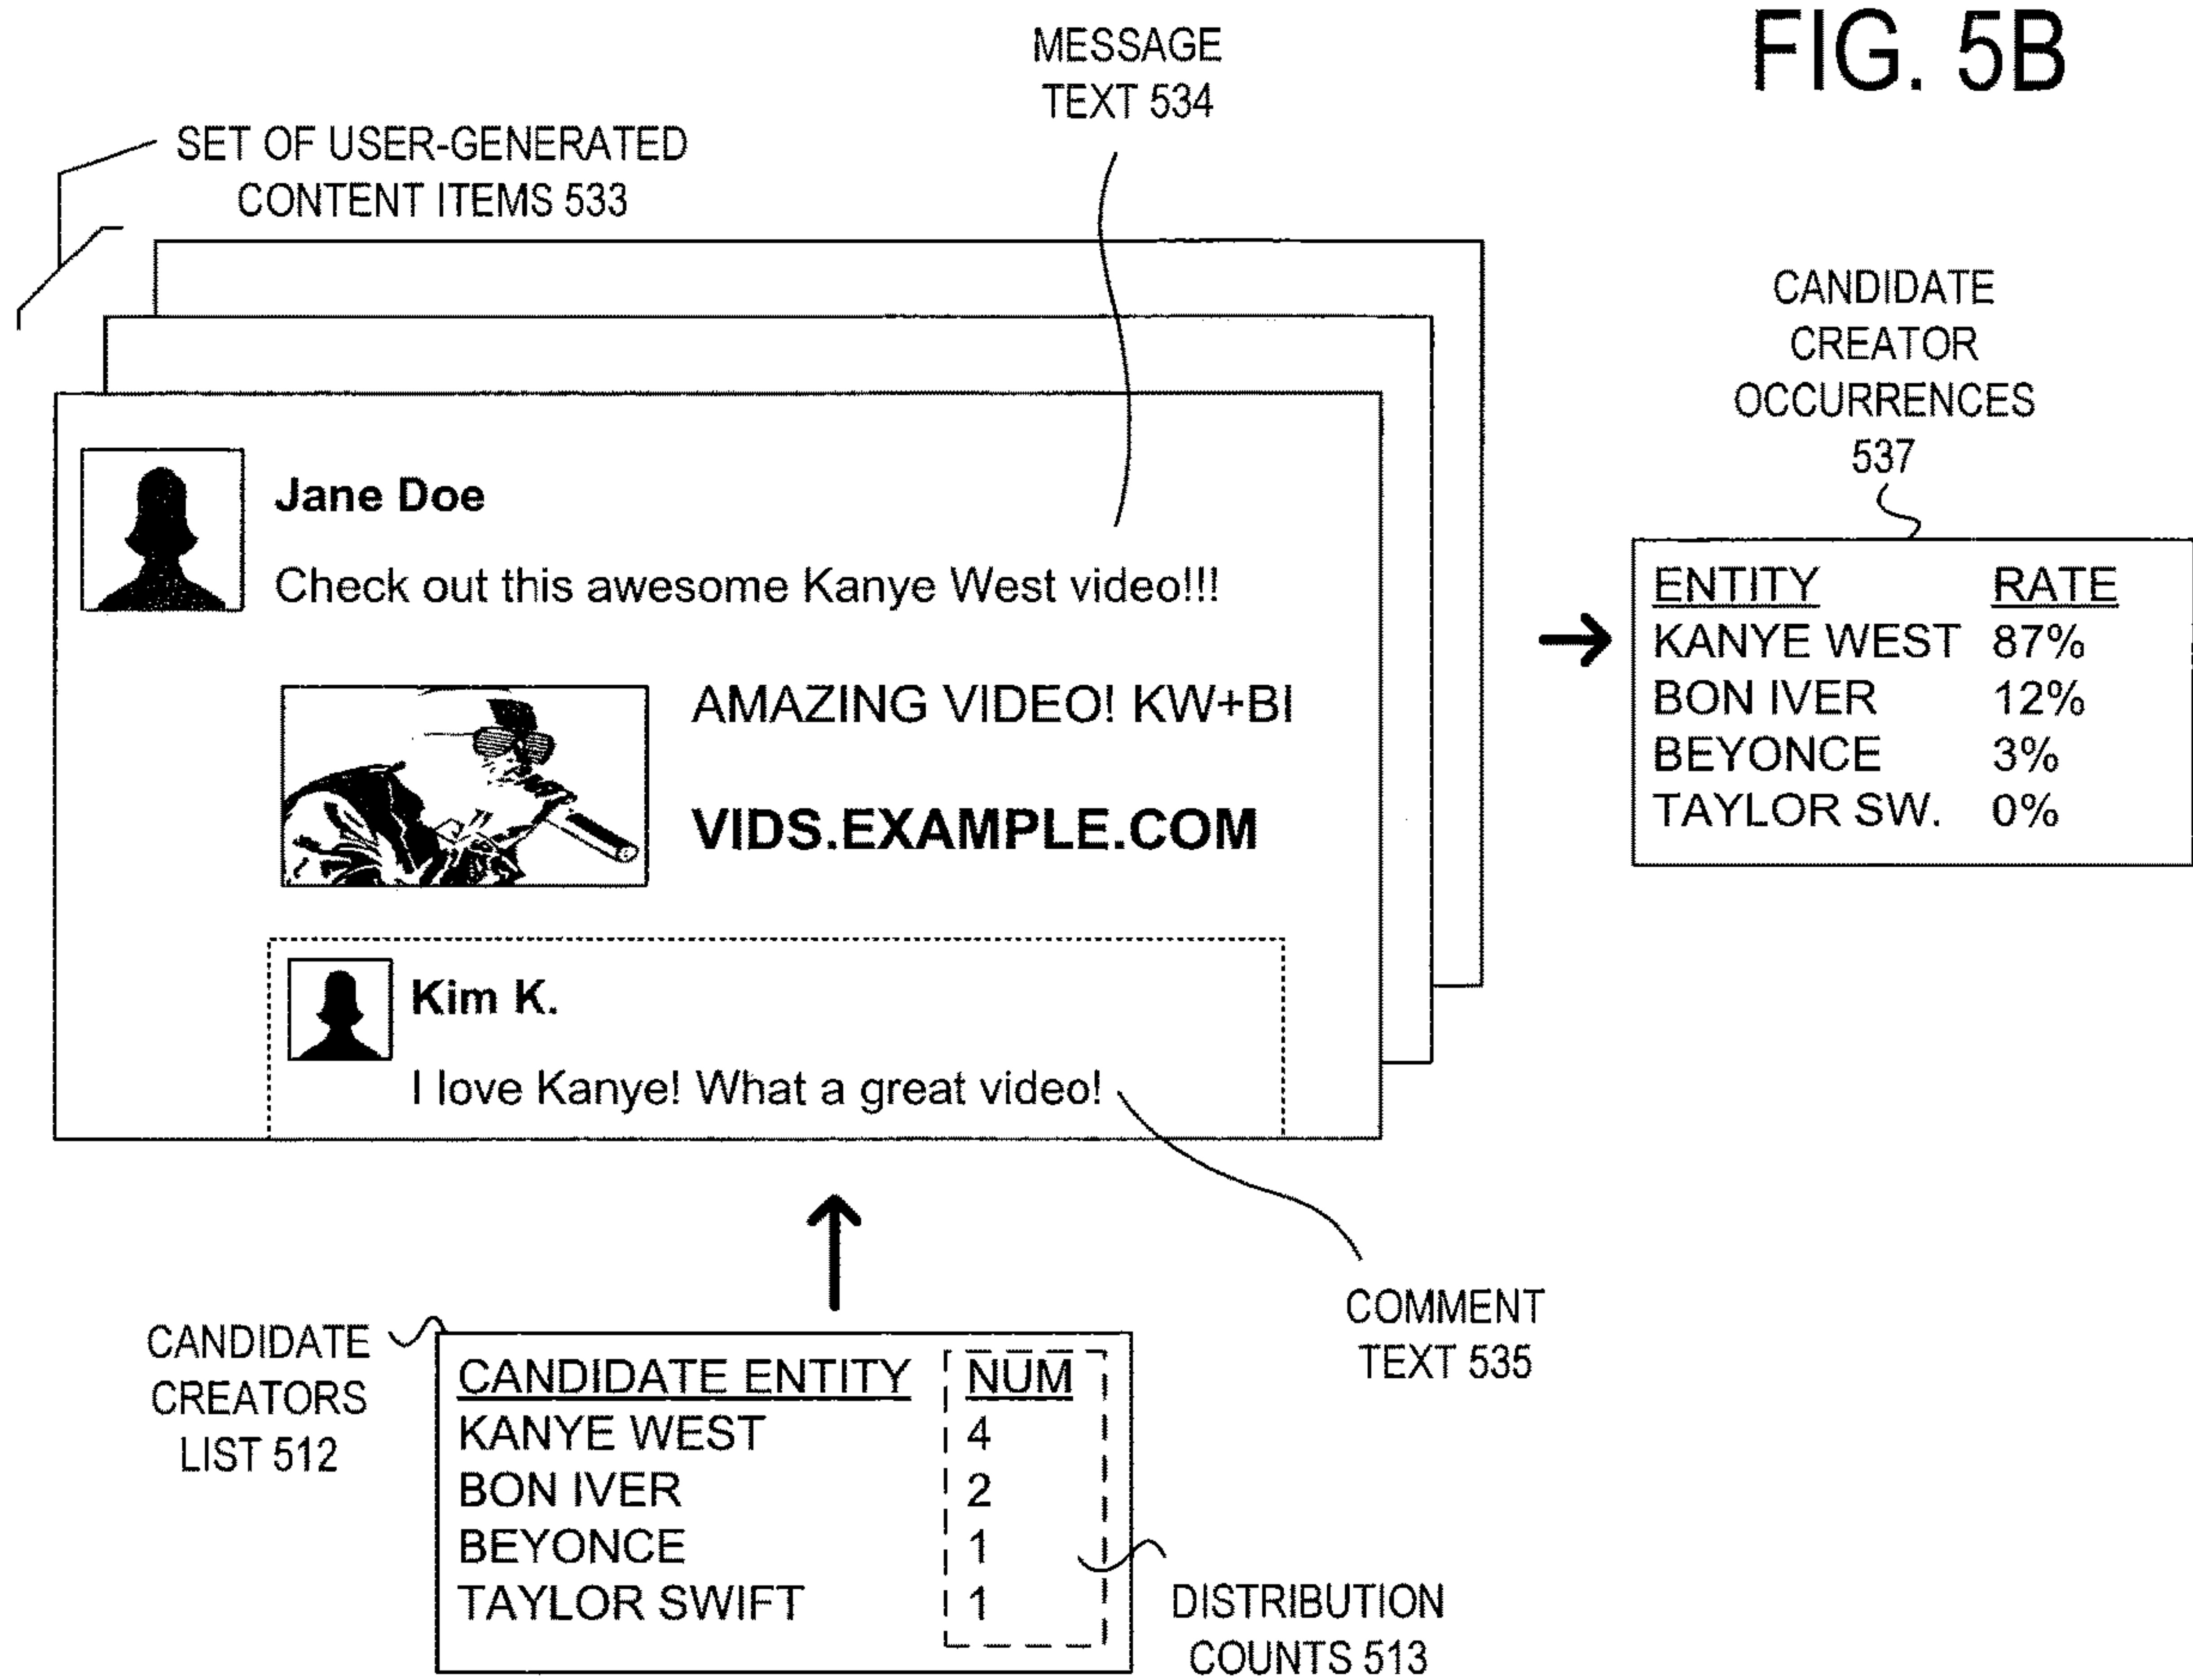 FIG. 5B
MESSAGE
TEXT 534
SET OF USER-GENERATED
CONTENT ITEMS 533
CANDIDATE
CREATOR
OCCURRENCES
537
Jane Doe
Check out this awesome Kanye West video!!!
AMAZING VIDEO! KW+BI
VIDS.EXAMPLE.COM
Kim K.
I love Kanye! What a great video!
ENTITY RATE
KANYE WEST 87%
BON IVER 12%
BEYONCE 3%
TAYLOR SW. 0%
COMMENT
TEXT 535
CANDIDATE
CREATORS
LIST 512
CANDIDATE ENTITY NUM
KANYE WEST 4
BON IVER 2
BEYONCE 1
TAYLOR SWIFT 1
DISTRIBUTION
COUNTS 513